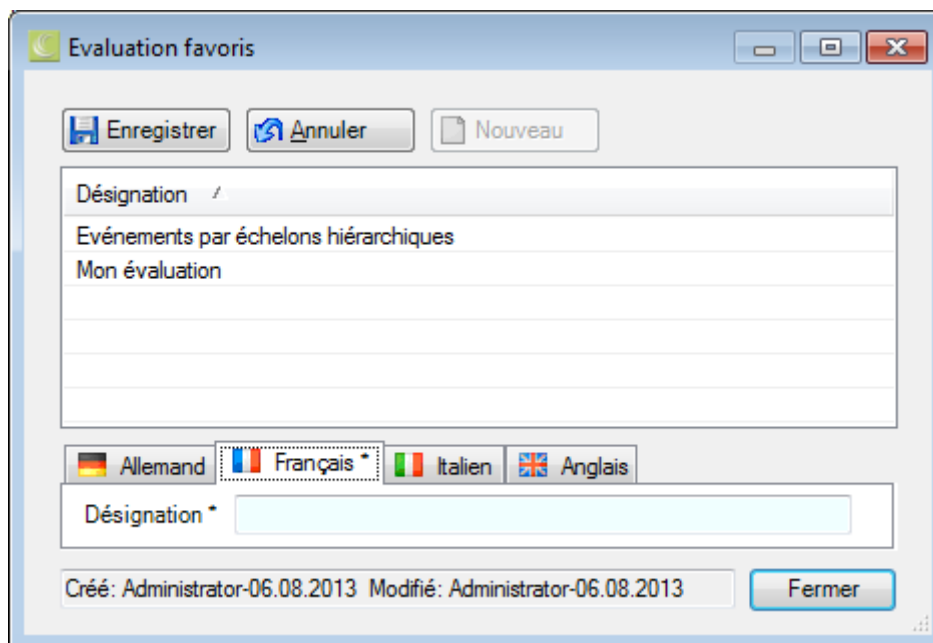 Evaluation favoris
Enregistrer Annuler Nouveau
Désignation
Evénements par échelons hiérarchiques
Mon évaluation
Allemand Français * Italien Anglais
Désignation *
Créé: Administrator-06.08.2013 Modifié: Administrator-06.08.2013 Fermer